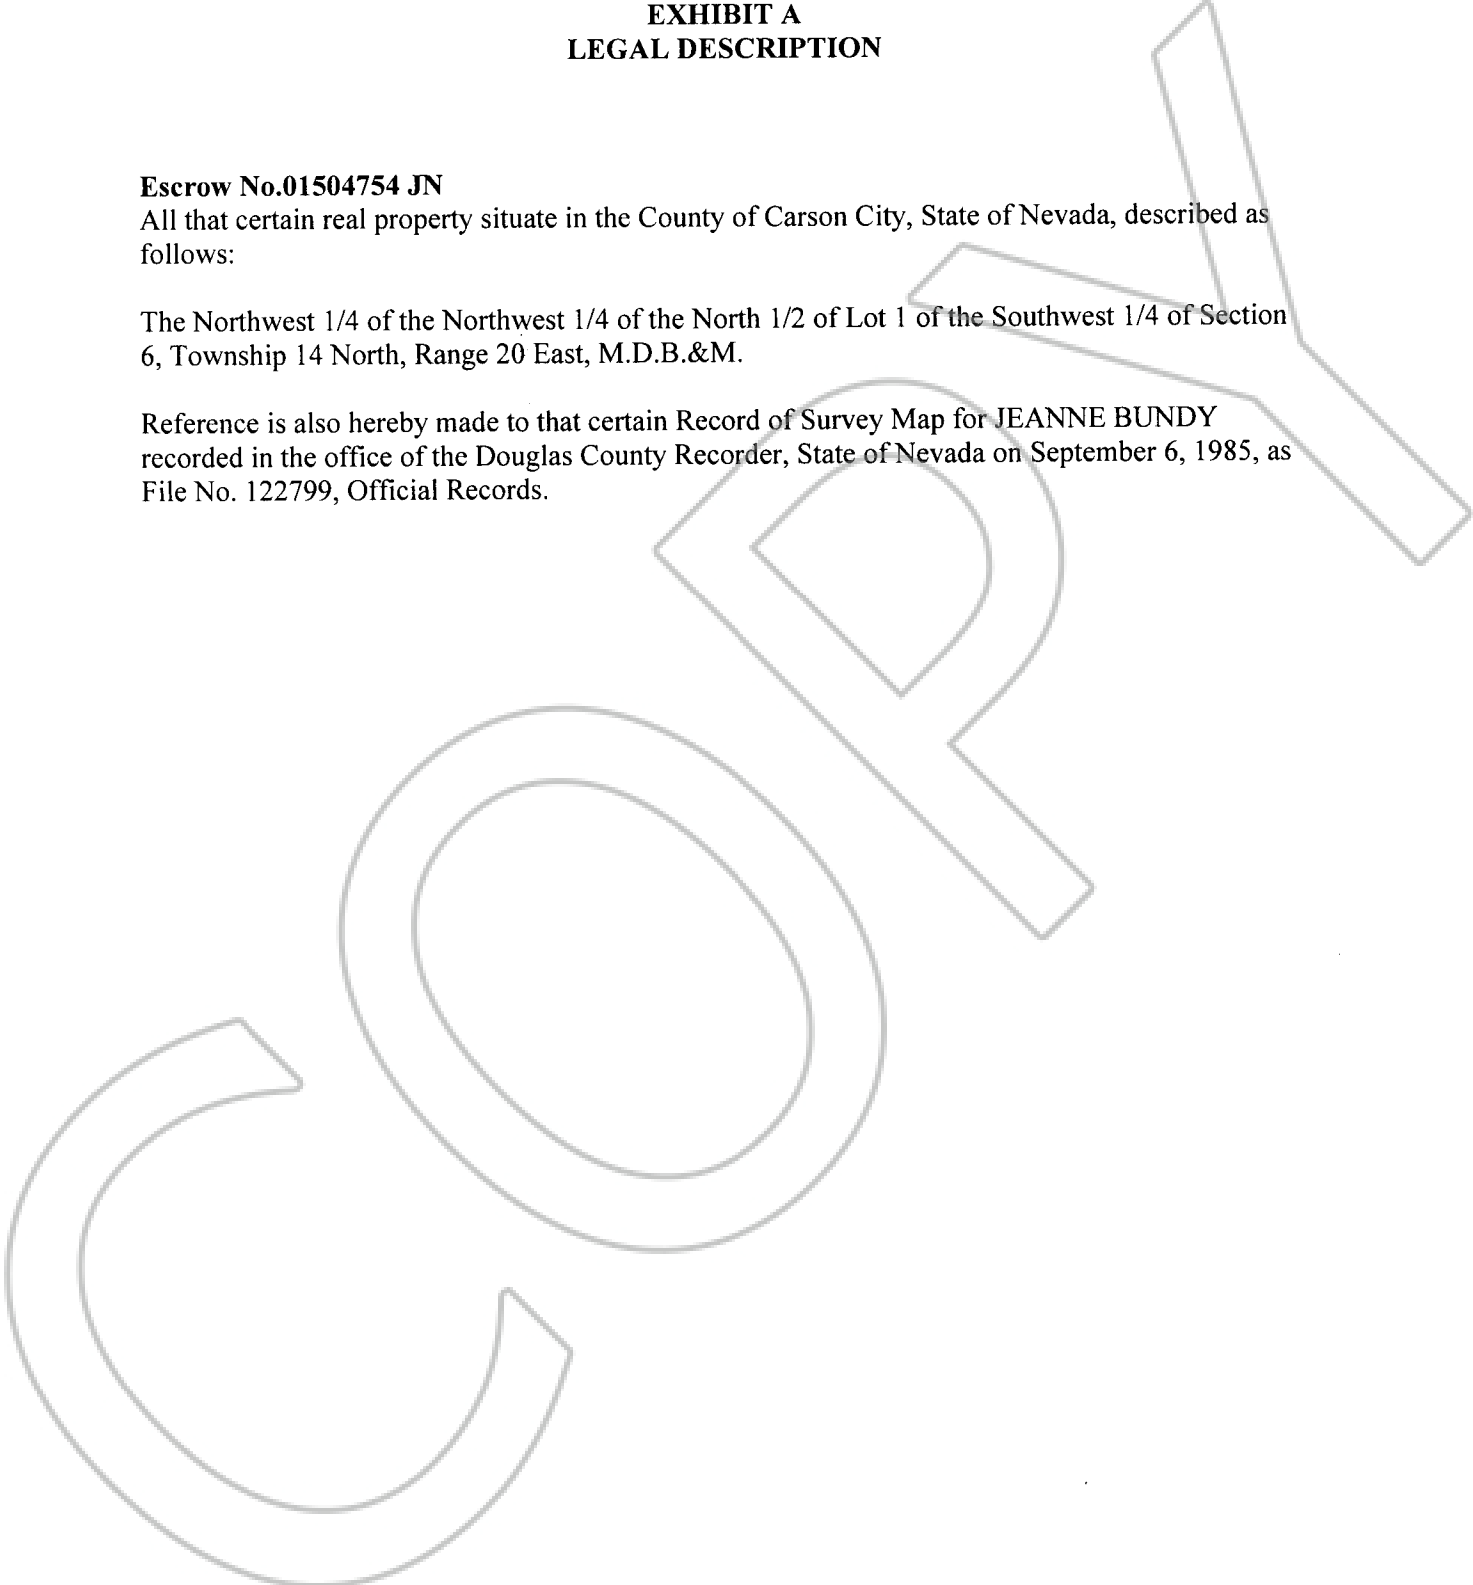 EXHIBIT A
LEGAL DESCRIPTION
Escrow No.01504754 JN
All that certain real property situate in the County of Carson City, State of Nevada, described as
follows:
The Northwest 1/4 of the Northwest 1/4 of the North 1/2 of Lot 1 of the Southwest 1/4 of Section
6, Township 14 North, Range 20 East, M.D.B.&M.
Reference is also hereby made to that certain Record of Survey Map for JEANNE BUNDY
recorded in the office of the Douglas County Recorder, State of Nevada on September 6, 1985, as
File No. 122799, Official Records.
COPY